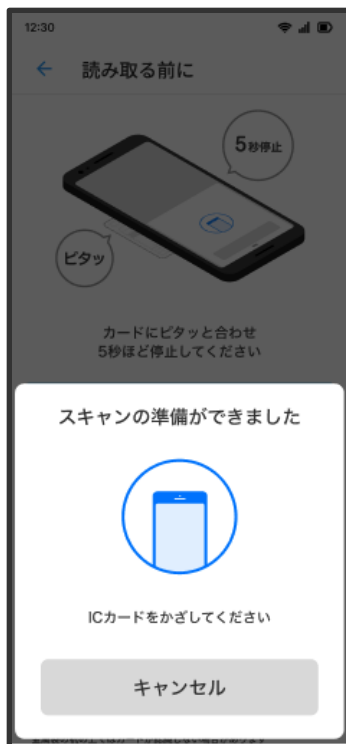 12:30
読み取る前に
5秒停止
ピタッ
カードにピタッと合わせ
5秒ほど停止してください
スキャンの準備ができました
ICカードをかざしてください
キャンセル